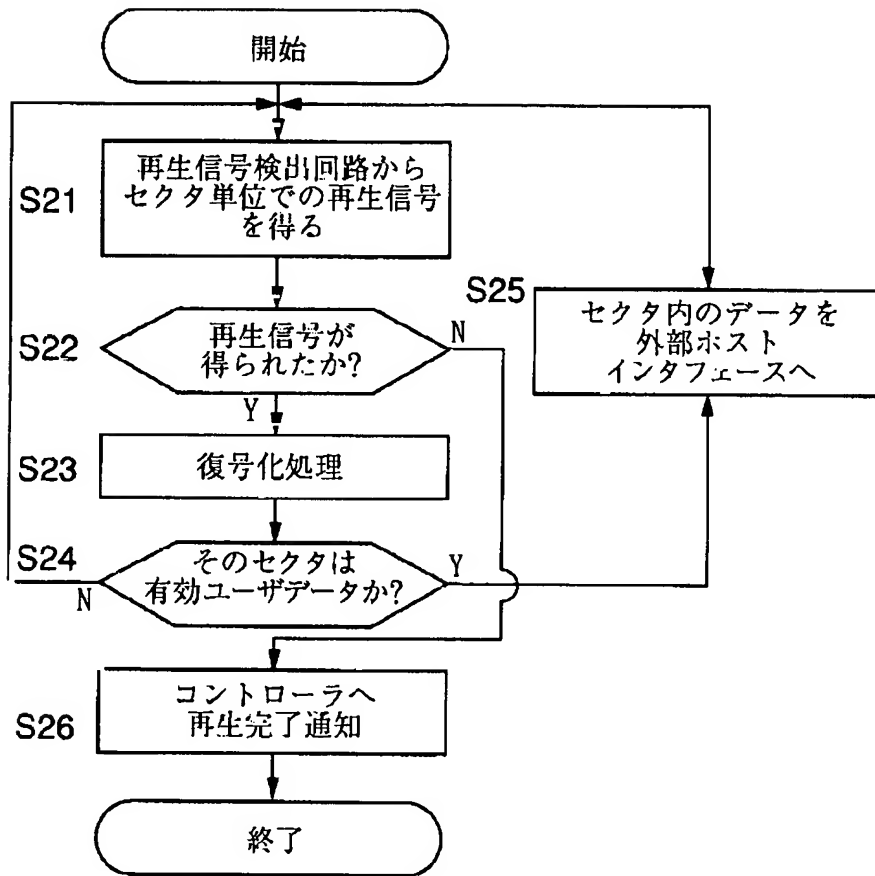 開始
S21
再生信号検出回路から
セクタ単位での再生信号
を得る
S22
再生信号が
得られたか?
N
Y
S25
セクタ内のデータを
外部ホスト
インタフェースへ
S23
復号化処理
S24
そのセクタは
有効ユーザデータか?
N
Y
S26
コントローラへ
再生完了通知
終了